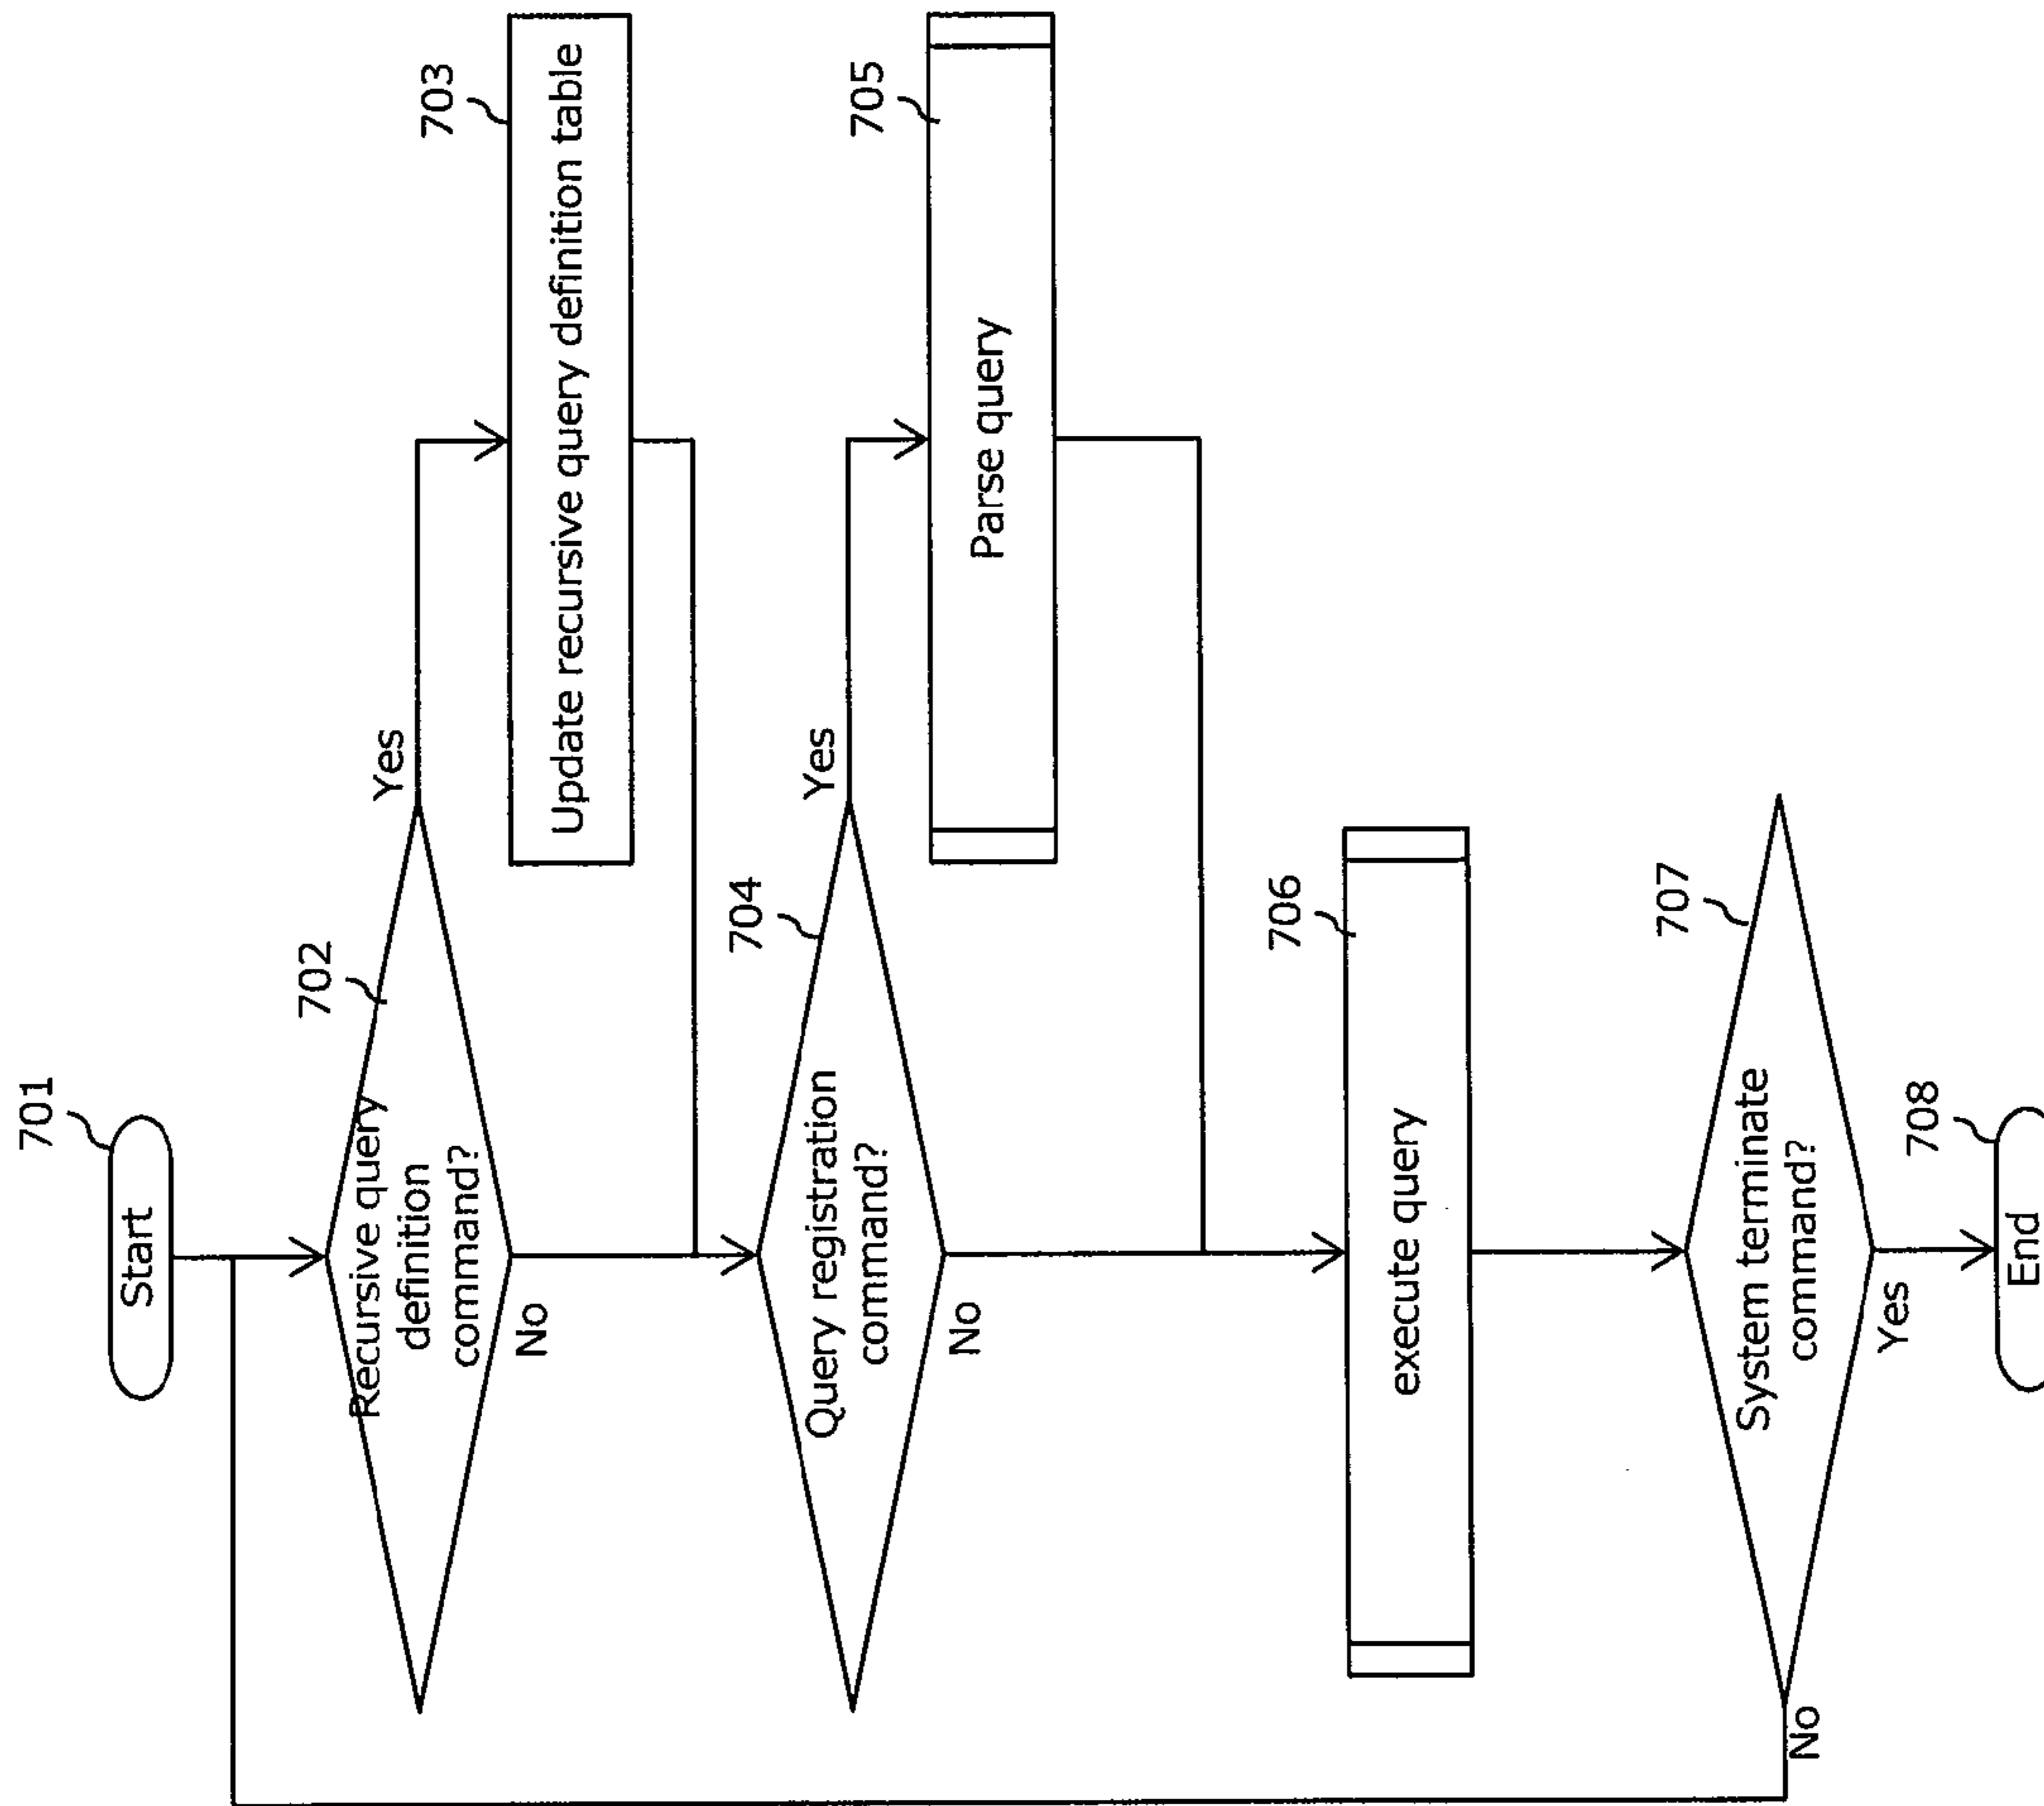 701
Start
702
Recursive query
definition
command?
Yes
No
703
Update recursive query definition table
704
Query registration
command?
Yes
No
705
Parse query
706
execute query
707
System terminate
command?
No
Yes
708
End